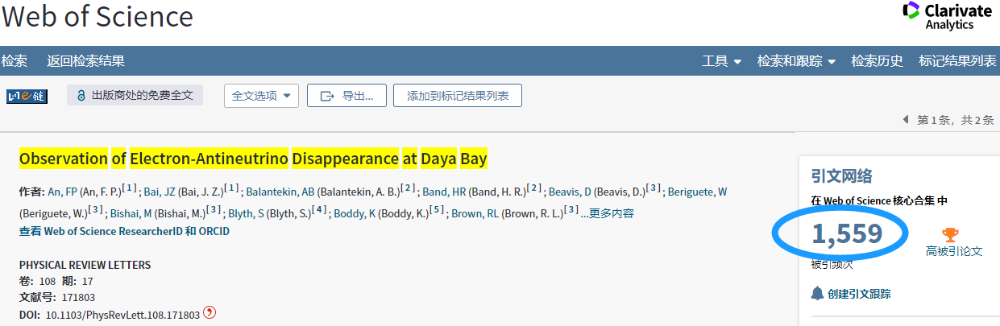 Web of Science
Clarivate
Analytics
检索 返回检索结果 工具 检索和跟踪 检索历史 标记结果列表
e链 出版商处的免费全文 全文选项 导出... 添加到标记结果列表
第 1 条，共 2 条
Observation of Electron-Antineutrino Disappearance at Daya Bay
作者: An, FP (An, F. P.)[ 1 ]; Bai, JZ (Bai, J. Z.)[ 1 ]; Balantekin, AB (Balantekin, A. B.)[ 2 ]; Band, HR (Band, H. R.)[ 2 ]; Beavis, D (Beavis, D.)[ 3 ]; Beriguete, W
(Beriguete, W.)[ 3 ]; Bishai, M (Bishai, M.)[ 3 ]; Blyth, S (Blyth, S.)[ 4 ]; Boddy, K (Boddy, K.)[ 5 ]; Brown, RL (Brown, R. L.)[ 3 ] ...更多内容
查看 Web of Science ResearcherID 和 ORCID
PHYSICAL REVIEW LETTERS
卷: 108 期: 17
文献号: 171803
DOI: 10.1103/PhysRevLett.108.171803
引文网络
在 Web of Science 核心合集 中
1,559
被引频次
高被引论文
创建引文跟踪